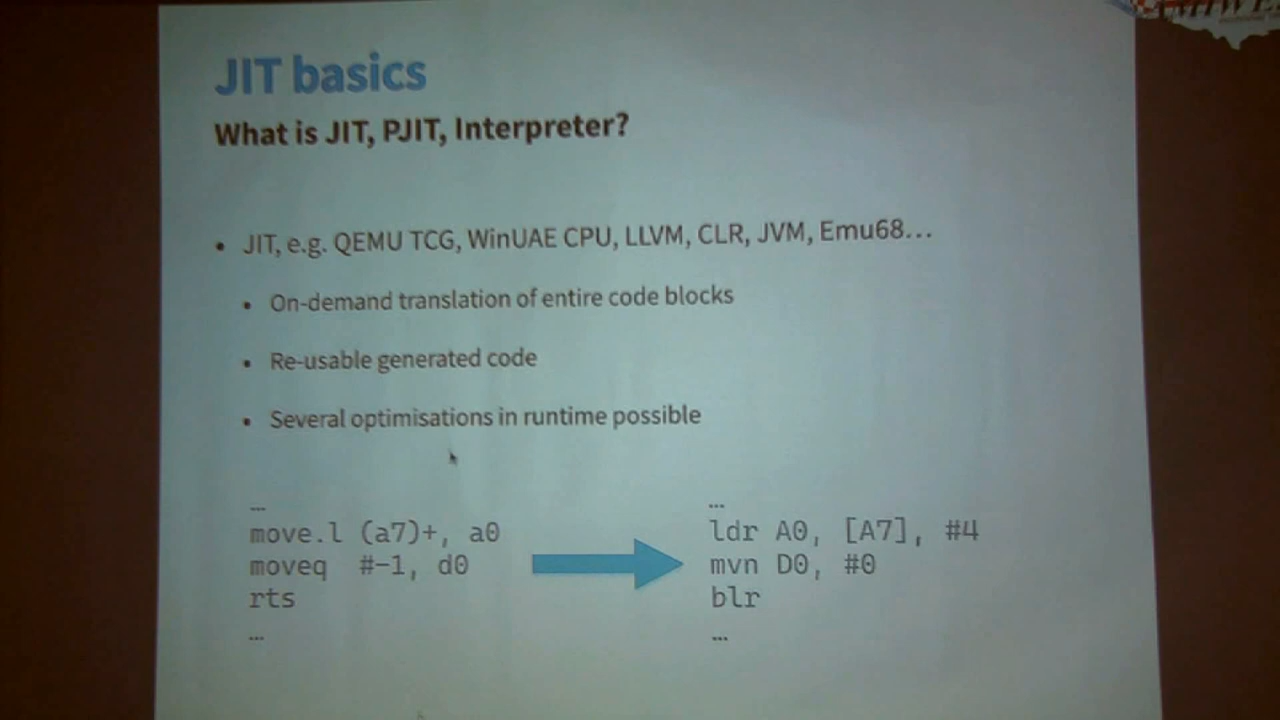 JIT basics
What is JIT, PJIT, Interpreter?
• JIT, e.g. QEMU TCG, WinUAE CPU, LLVM, CLR, JVM, Emu68...
• On-demand translation of entire code blocks
• Re-usable generated code
• Several optimisations in runtime possible
...
move.l (a7)+, a0
moveq #-1, d0
rts
...
...
ldr A0, [A7], #4
mvn D0, #0
blr
...